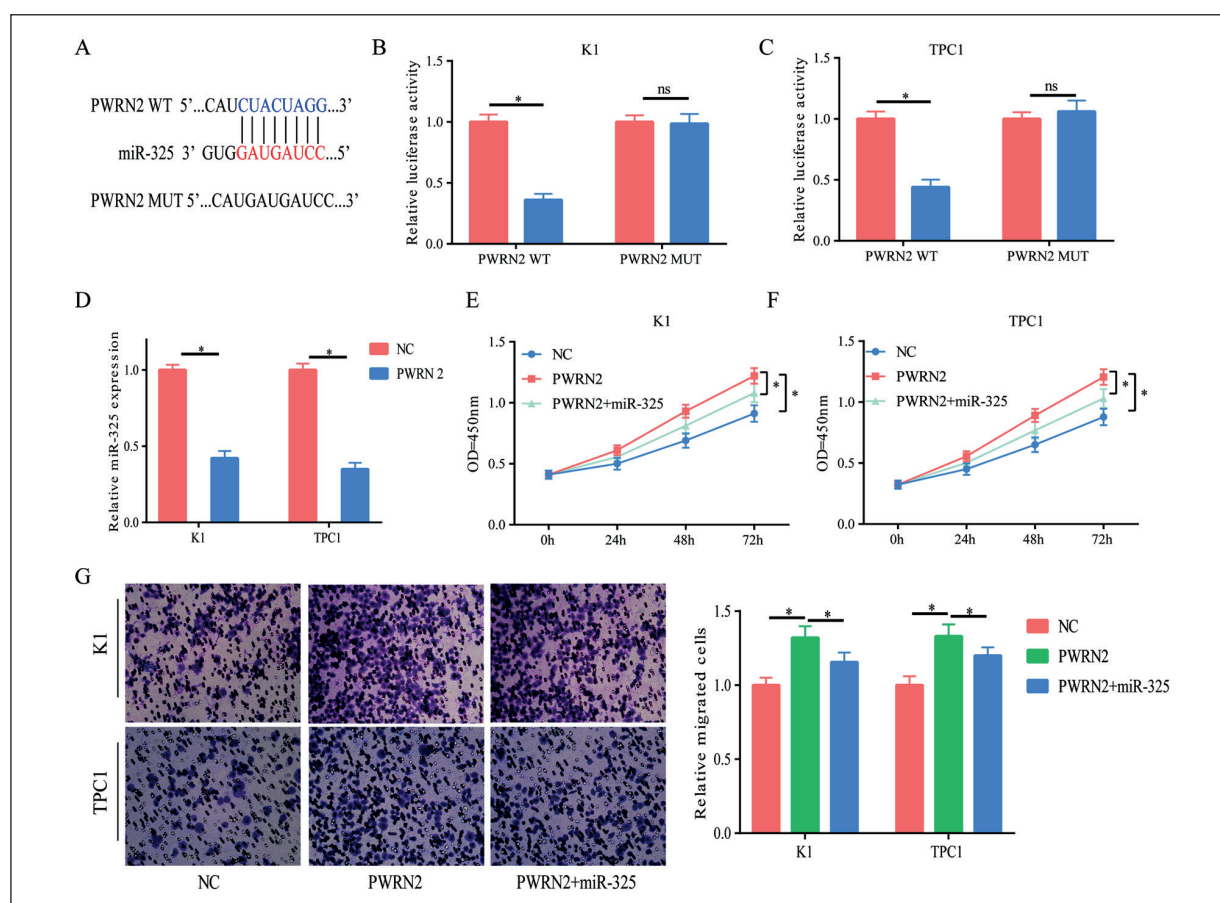 A
PWRN2 WT 5’...CAUCUACUAGG...3’
miR-325 3’ GUGGAUGAUCC...5’
PWRN2 MUT 5’...CAUGAUGAUCC...3’
B
K1
Relative luciferase activity
1.5
1.0
0.5
0.0
*
ns
PWRN2 WT
PWRN2 MUT
C
TPC1
Relative luciferase activity
1.5
1.0
0.5
0.0
*
ns
PWRN2 WT
PWRN2 MUT
D
Relative miR-325 expression
1.5
1.0
0.5
0.0
*
*
K1
TPC1
NC
PWRN 2
E
K1
OD=450nm
1.5
1.0
0.5
0.0
NC
PWRN2
PWRN2+miR-325
*
*
0h
24h
48h
72h
F
TPC1
OD=450nm
1.5
1.0
0.5
0.0
NC
PWRN2
PWRN2+miR-325
*
*
0h
24h
48h
72h
G
K1
TPC1
NC
PWRN2
PWRN2+miR-325
Relative migrated cells
1.5
1.0
1.5
0.0
*
*
*
*
K1
TPC1
NC
PWRN2
PWRN2+miR-325